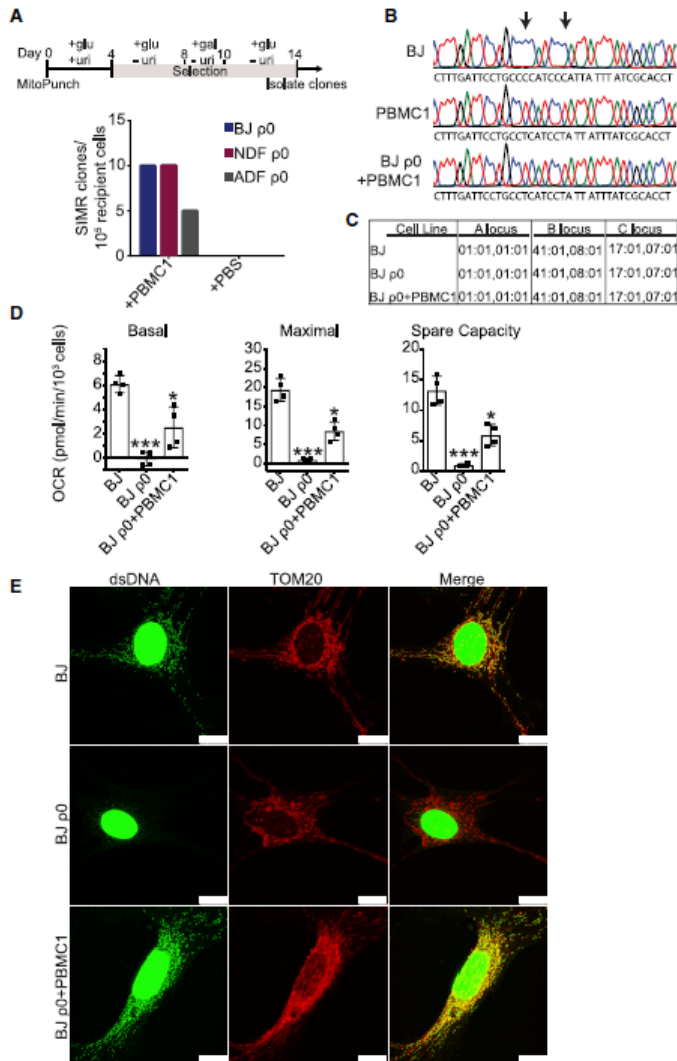 A
Day 0 4 8 10 14
+glu +uri
+glu -uri
+gal -uri
+glu -uri
Selection
MitoPunch
Isolate clones
SIMR clones/
10⁵ recipient cells
15
10
5
0
BJ ρ0
NDF ρ0
ADF ρ0
+PBMC1
+PBS
B
BJ
CTTTGATTCCTGCCCCATCCCATTA TTT ATCGCACCT
PBMC1
CTTTGATTCCTGCCTCATCCTA TT ATTTATCGCACCT
BJ ρ0
+PBMC1
CTTTGATTCCTGCCTCATCCTATTA TTT ATCGCACCT
C
Cell Line A locus B locus C locus
BJ 01:01,01:01 41:01,08:01 17:01,07:01
BJ ρ0 01:01,01:01 41:01,08:01 17:01,07:01
BJ ρ0+PBMC1 01:01,01:01 41:01,08:01 17:01,07:01
D
OCR (pmol/min/10³ cells)
Basal
8
6
4
2
0
***
*
BJ
BJ ρ0
BJ ρ0+PBMC1
Maximal
30
25
20
15
10
5
0
***
*
BJ
BJ ρ0
BJ ρ0+PBMC1
Spare Capacity
20
15
10
5
0
***
*
BJ
BJ ρ0
BJ ρ0+PBMC1
E
dsDNA TOM20 Merge
BJ
BJ ρ0
BJ ρ0+PBMC1